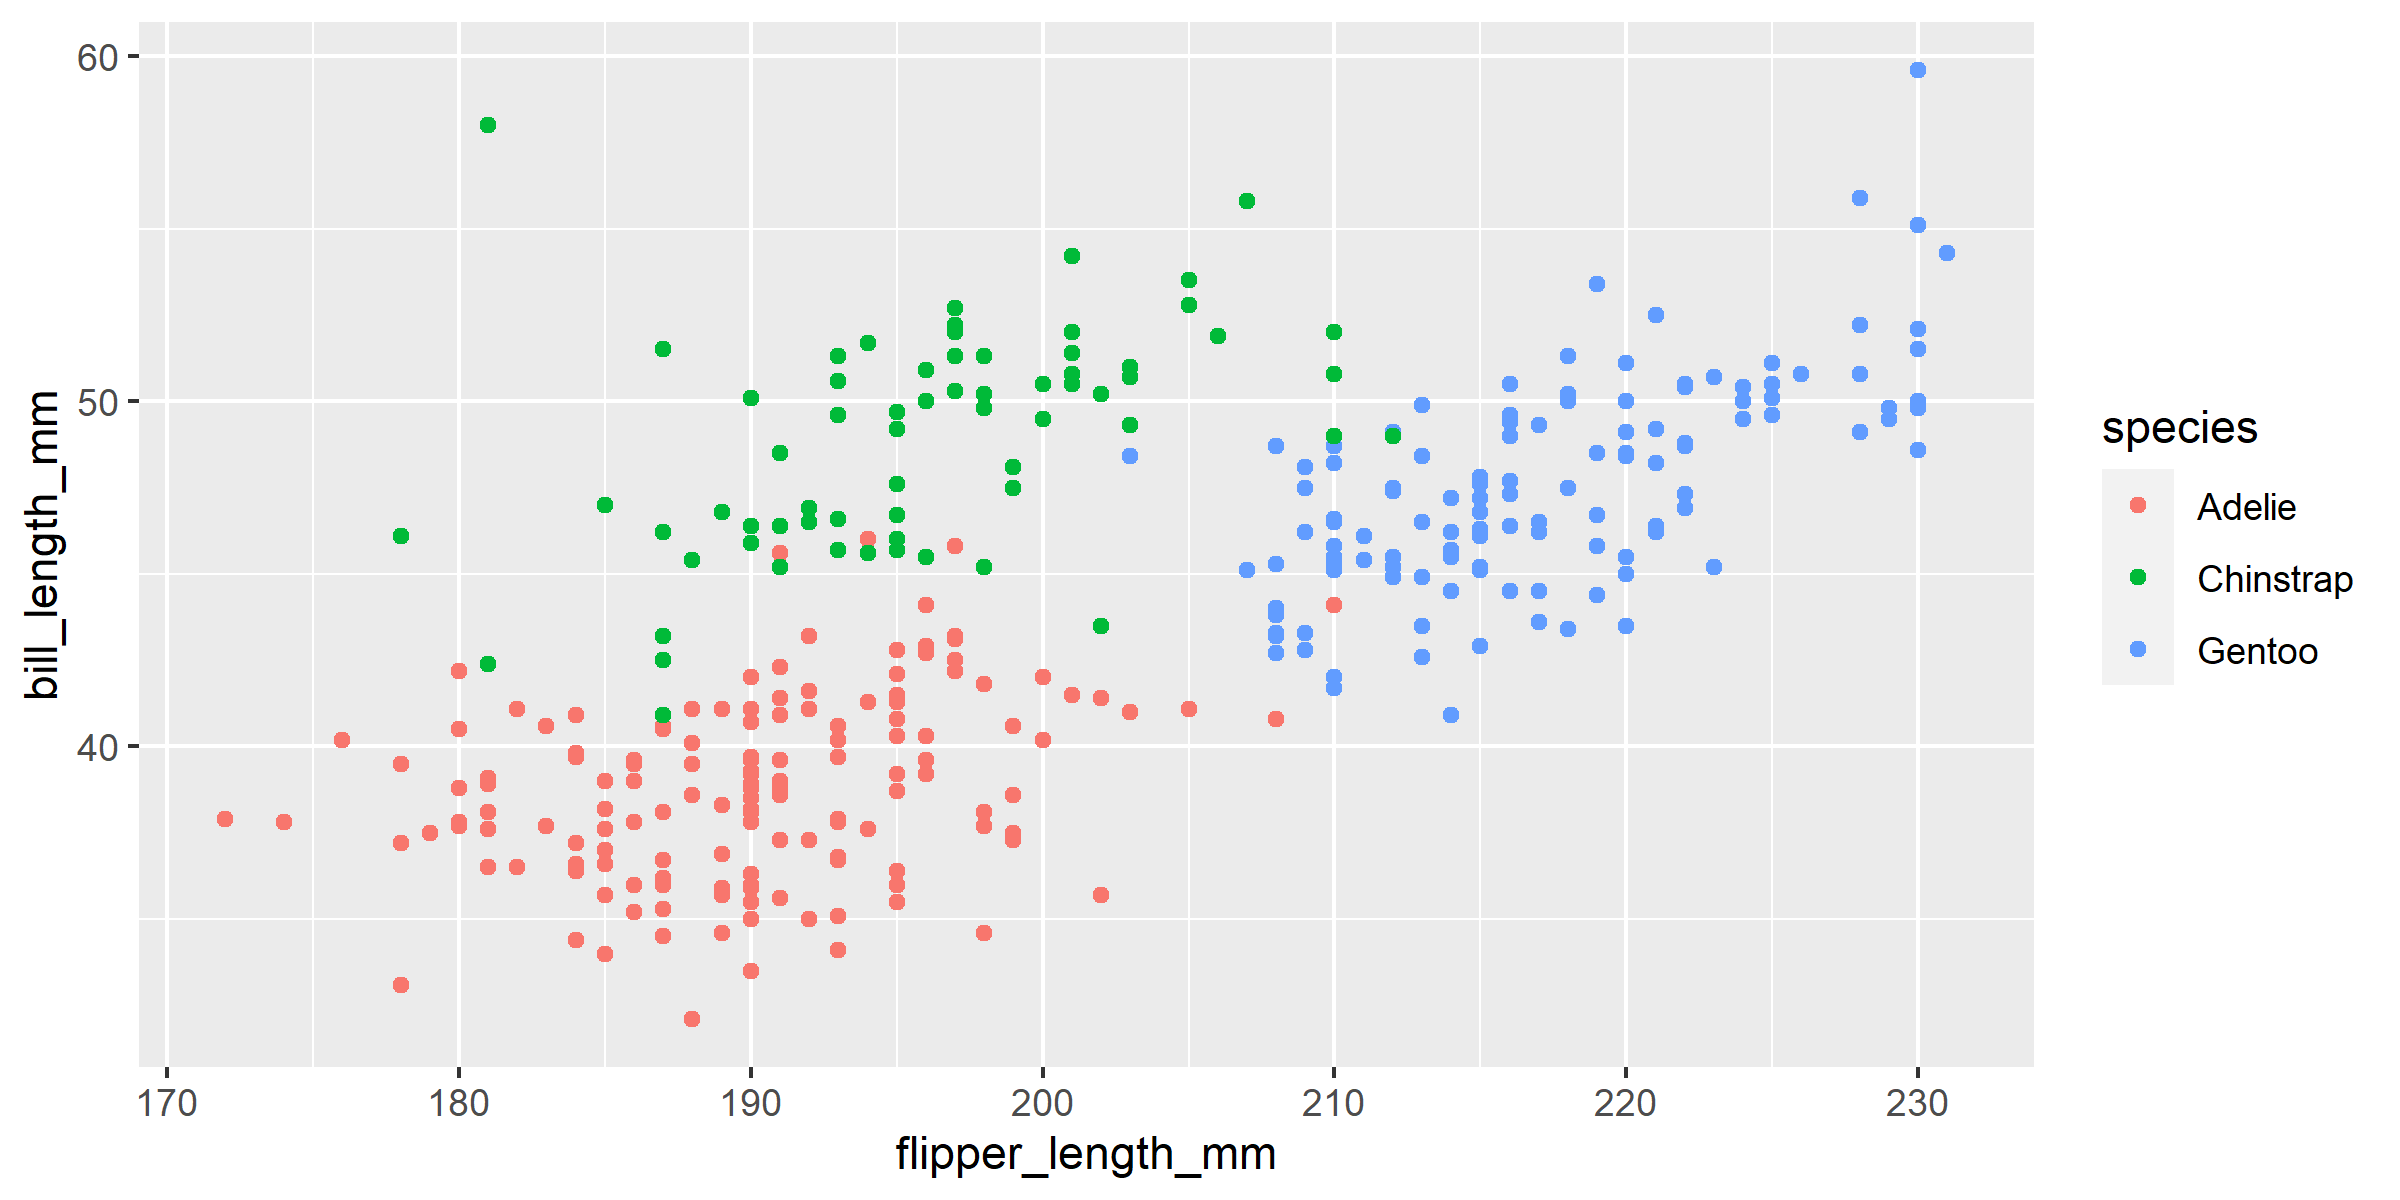 60
50
40
bill_length_mm
170 180 190 200 210 220 230
flipper_length_mm
species
Adelie
Chinstrap
Gentoo